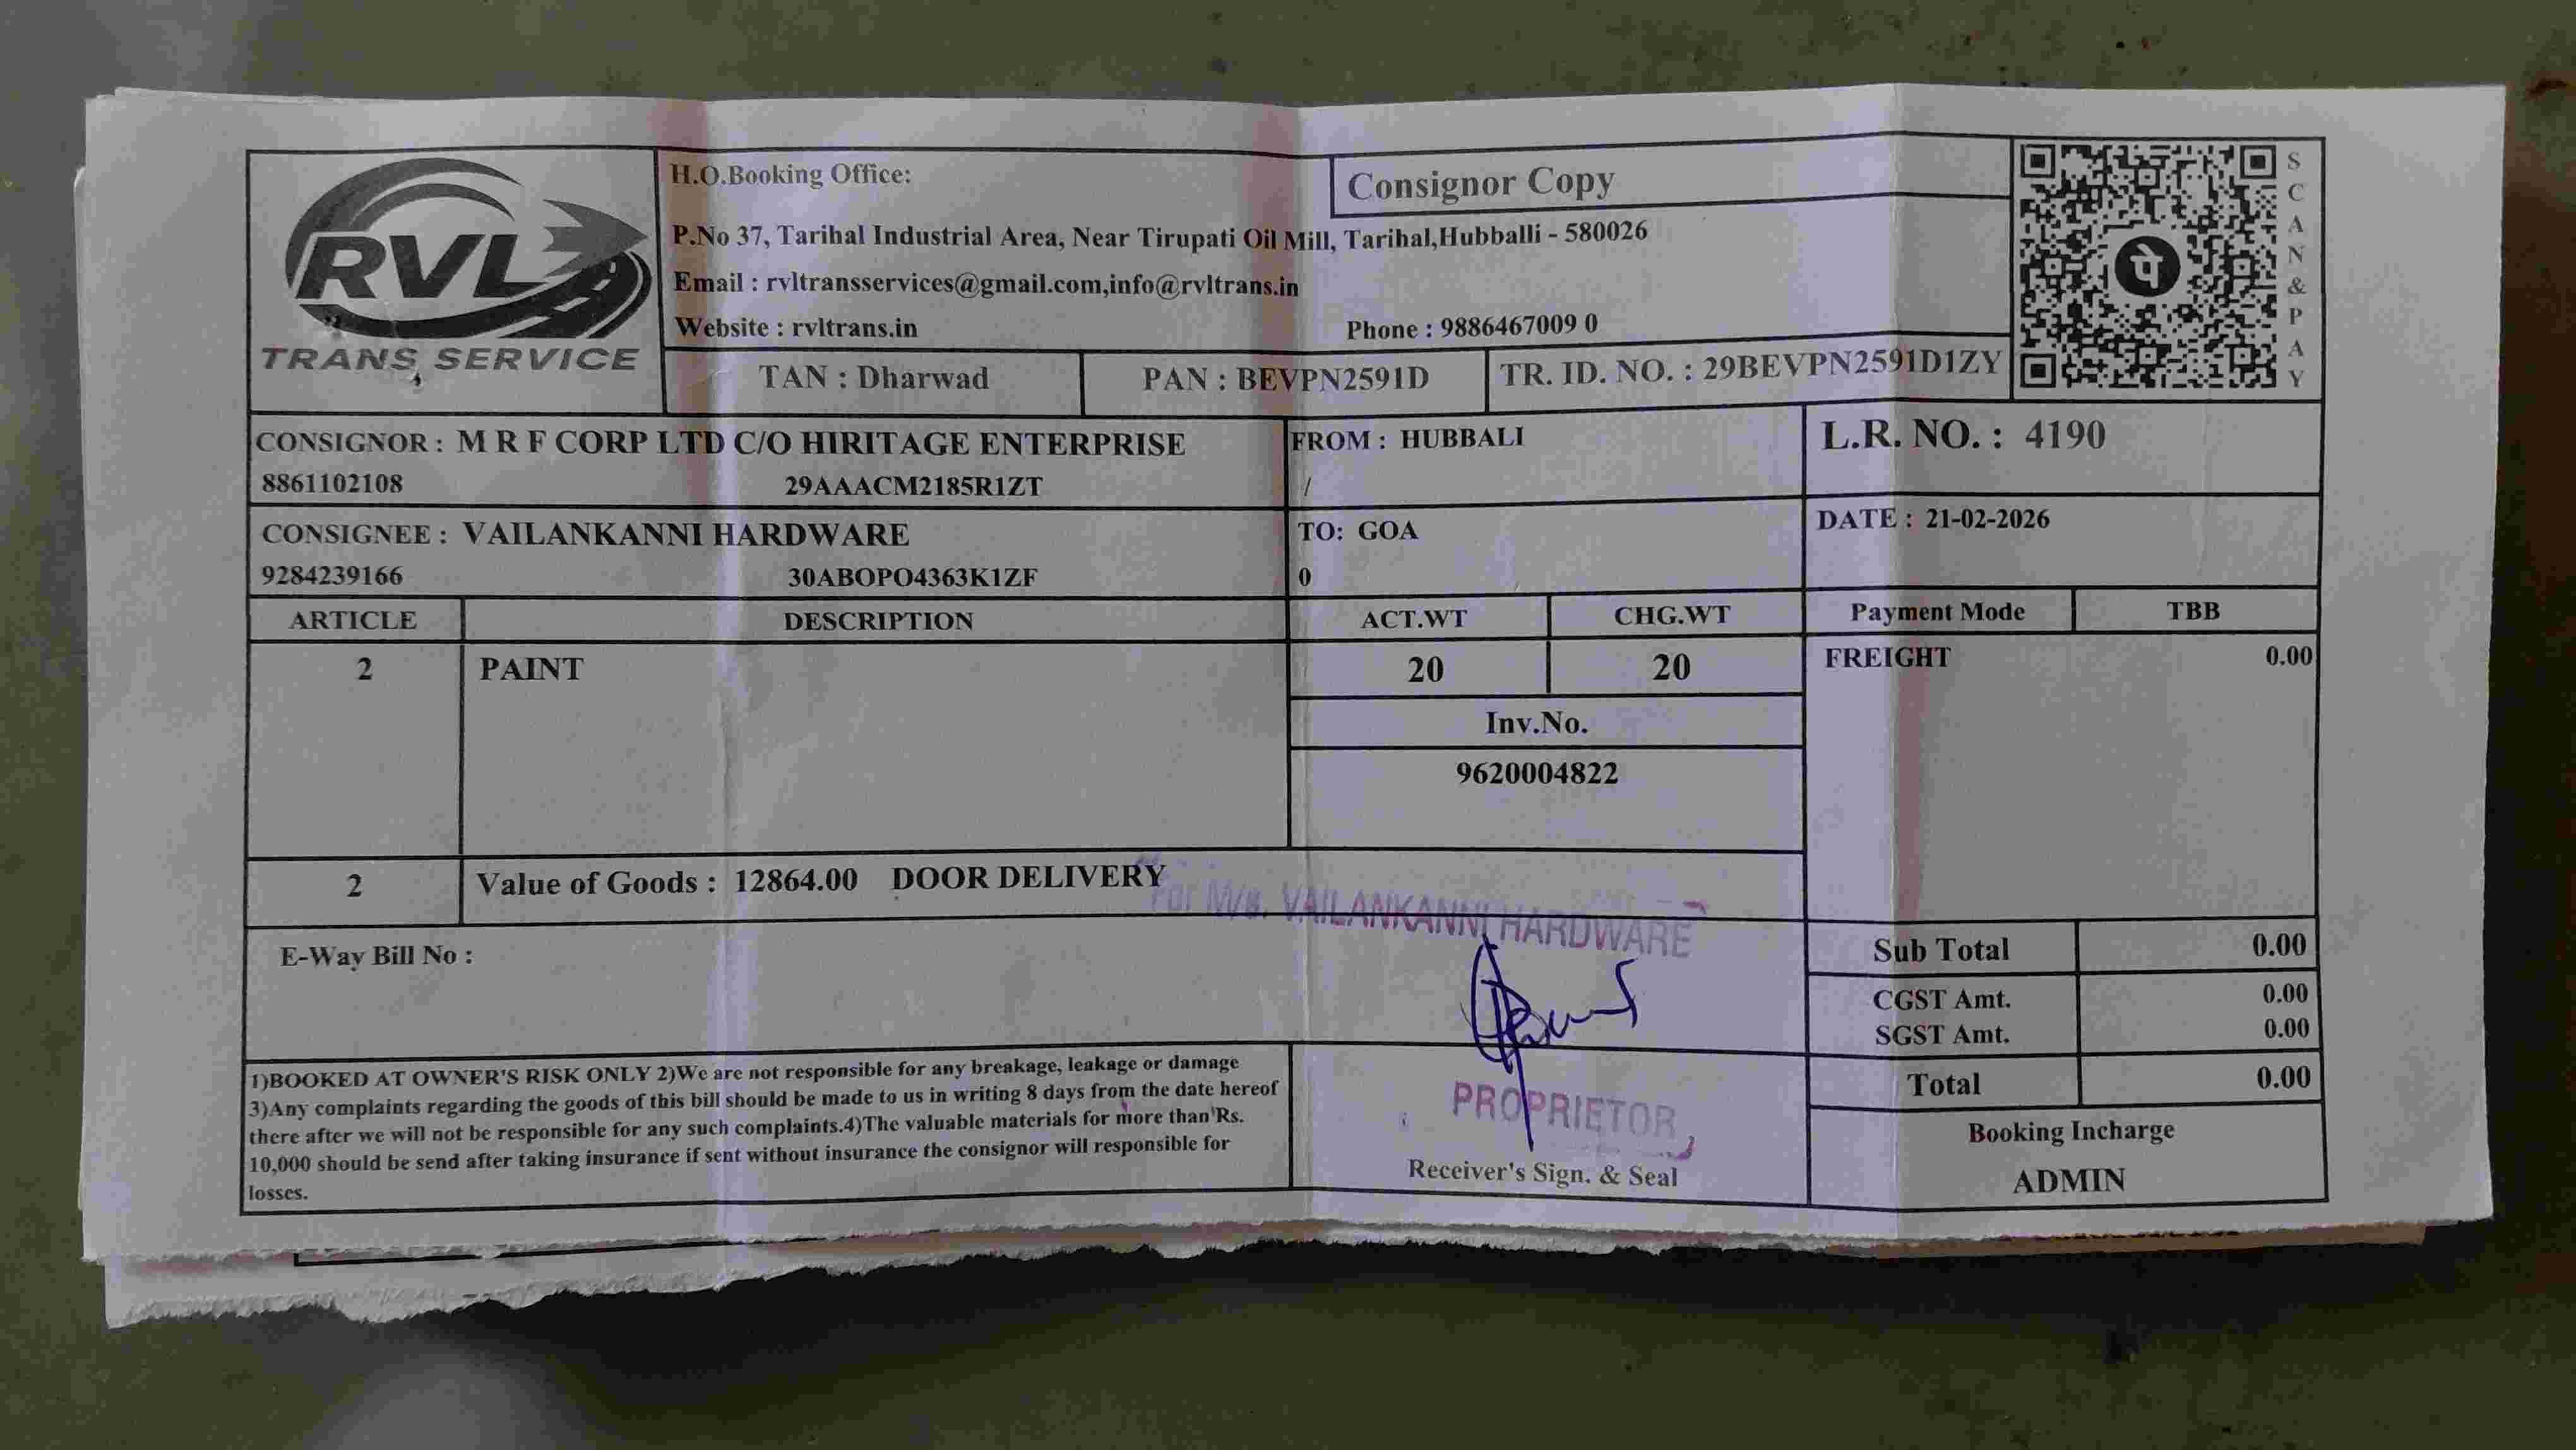 RVL
TRANS SERVICE
H.O.Booking Office:
Consignor Copy
P.No 37, Tarihal Industrial Area, Near Tirupati Oil Mill, Tarihal,Hubballi - 580026
Email : rvltransservices@gmail.com,info@rvltrans.in
Website : rvltrans.in Phone : 9886467009 0
TAN : Dharwad PAN : BEVPN2591D TR. ID. NO. : 29BEVPN2591D1ZY
पे
SCAN&PAY
CONSIGNOR : M R F CORP LTD C/O HIRITAGE ENTERPRISE FROM : HUBBALI L.R. NO. : 4190
8861102108 29AAACM2185R1ZT /
CONSIGNEE : VAILANKANNI HARDWARE TO: GOA DATE : 21-02-2026
9284239166 30ABOPO4363K1ZF 0
ARTICLE DESCRIPTION ACT.WT CHG.WT Payment Mode TBB
2 PAINT 20 20 FREIGHT 0.00
Inv.No.
9620004822
2 Value of Goods : 12864.00 DOOR DELIVERY
For M/s. VAILANKANNI HARDWARE
E-Way Bill No :
Sub Total 0.00
CGST Amt. 0.00
SGST Amt. 0.00
Total 0.00
1)BOOKED AT OWNER'S RISK ONLY 2)We are not responsible for any breakage, leakage or damage
3)Any complaints regarding the goods of this bill should be made to us in writing 8 days from the date hereof
there after we will not be responsible for any such complaints.4)The valuable materials for more than Rs.
10,000 should be send after taking insurance if sent without insurance the consignor will responsible for
losses.
PROPRIETOR
Receiver's Sign. & Seal
Booking Incharge
ADMIN